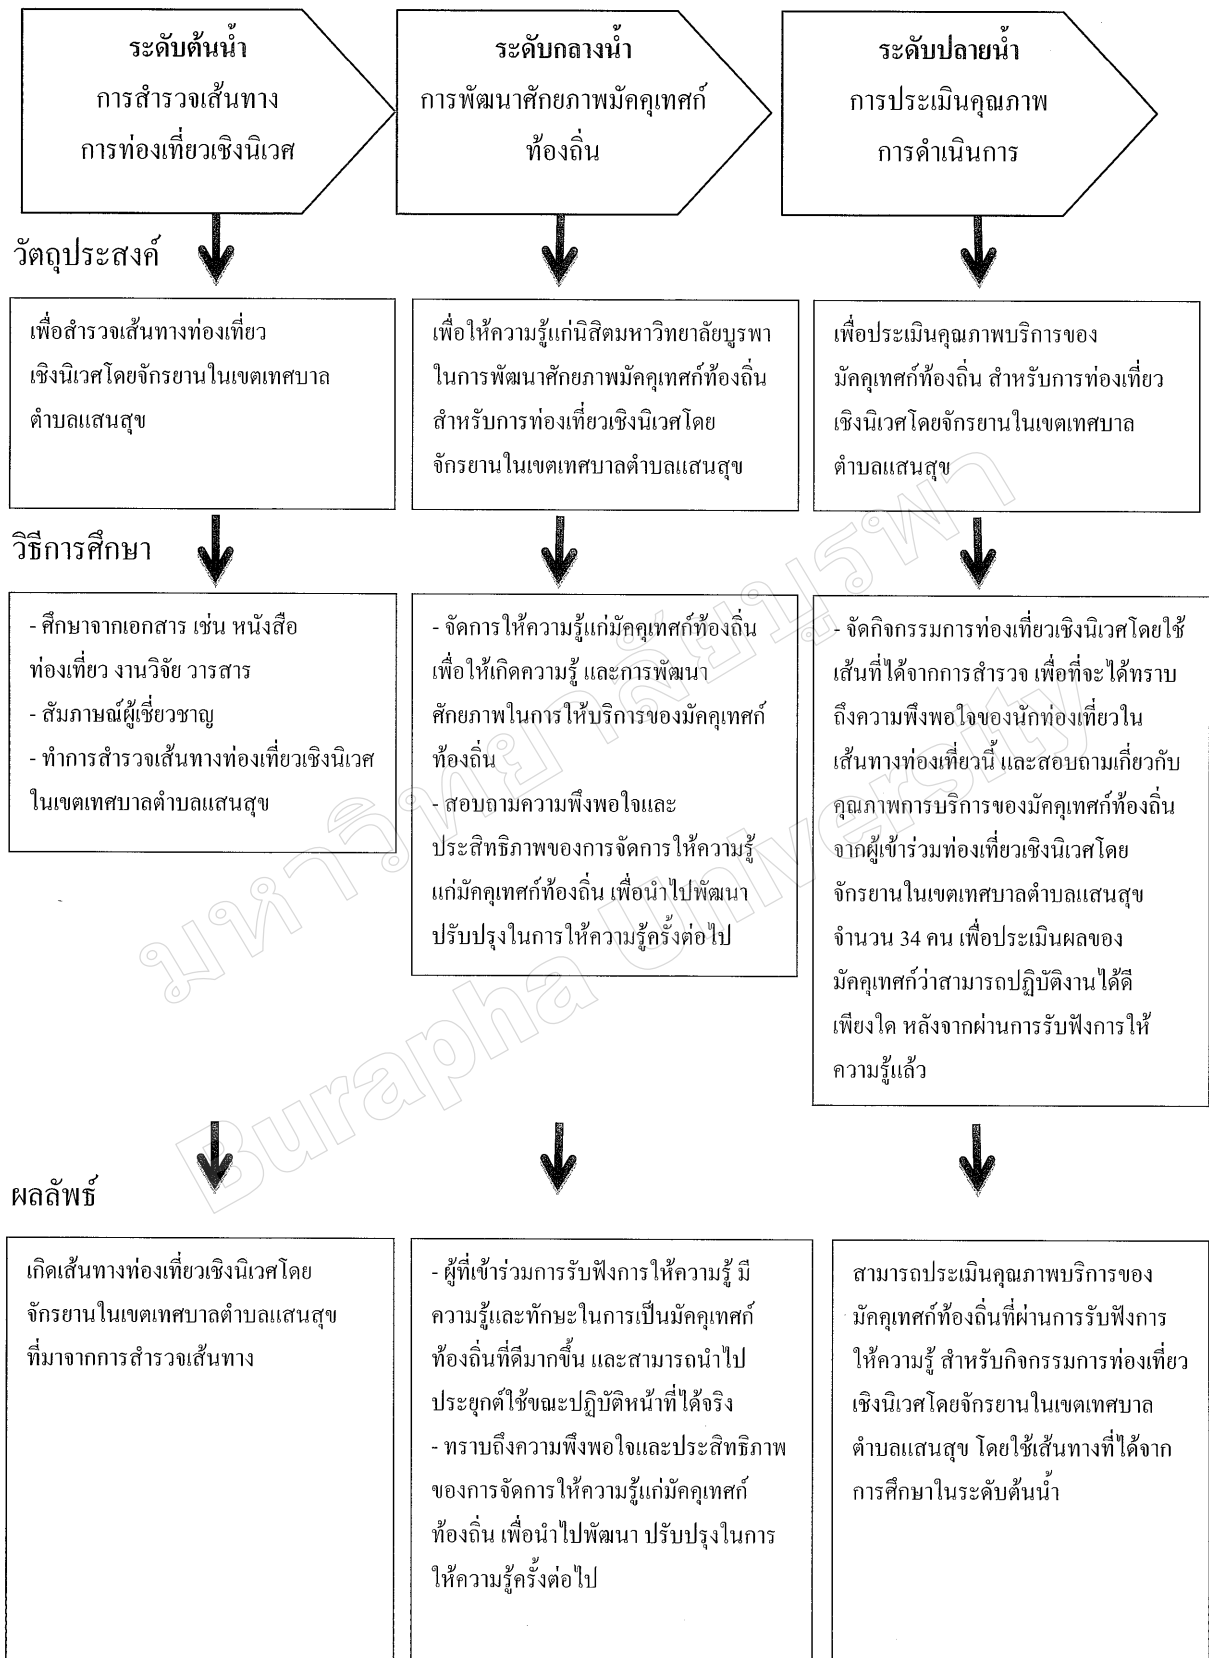 ระดับต้นน้ำ
การสำรวจเส้นทาง
การท่องเที่ยวเชิงนิเวศ
ระดับกลางน้ำ
การพัฒนาศักยภาพมัคคุเทศก์
ท้องถิ่น
ระดับปลายน้ำ
การประเมินคุณภาพ
การดำเนินการ
วัตถุประสงค์
เพื่อสำรวจเส้นทางท่องเที่ยว
เชิงนิเวศโดยจักรยานในเขตเทศบาล
ตำบลแสนสุข
เพื่อให้ความรู้แก่นิสิตมหาวิทยาลัยบูรพา
ในการพัฒนาศักยภาพมัคคุเทศก์ท้องถิ่น
สำหรับการท่องเที่ยวเชิงนิเวศโดย
จักรยานในเขตเทศบาลตำบลแสนสุข
เพื่อประเมินคุณภาพบริการของ
มัคคุเทศก์ท้องถิ่น สำหรับการท่องเที่ยว
เชิงนิเวศโดยจักรยานในเขตเทศบาล
ตำบลแสนสุข
วิธีการศึกษา
- ศึกษาจากเอกสาร เช่น หนังสือ
ท่องเที่ยว งานวิจัย วารสาร
- สัมภาษณ์ผู้เชี่ยวชาญ
- ทำการสำรวจเส้นทางท่องเที่ยวเชิงนิเวศ
ในเขตเทศบาลตำบลแสนสุข
- จัดการให้ความรู้แก่มัคคุเทศก์ท้องถิ่น
เพื่อให้เกิดความรู้ และการพัฒนา
ศักยภาพในการให้บริการของมัคคุเทศก์
ท้องถิ่น
- สอบถามความพึงพอใจและ
ประสิทธิภาพของการจัดการให้ความรู้
แก่มัคคุเทศก์ท้องถิ่น เพื่อนำไปพัฒนา
ปรับปรุงในการให้ความรู้ครั้งต่อไป
- จัดกิจกรรมการท่องเที่ยวเชิงนิเวศโดยใช้
เส้นที่ได้จากการสำรวจ เพื่อที่จะได้ทราบ
ถึงความพึงพอใจของนักท่องเที่ยวใน
เส้นทางท่องเที่ยวนี้ และสอบถามเกี่ยวกับ
คุณภาพการบริการของมัคคุเทศก์ท้องถิ่น
จากผู้เข้าร่วมท่องเที่ยวเชิงนิเวศโดย
จักรยานในเขตเทศบาลตำบลแสนสุข
จำนวน 34 คน เพื่อประเมินผลของ
มัคคุเทศก์ว่าสามารถปฏิบัติงานได้ดี
เพียงใด หลังจากผ่านการรับฟังการให้
ความรู้แล้ว
มหาวิทยาลัยบูรพา
Burapha University
ผลลัพธ์
เกิดเส้นทางท่องเที่ยวเชิงนิเวศโดย
จักรยานในเขตเทศบาลตำบลแสนสุข
ที่มาจากการสำรวจเส้นทาง
- ผู้ที่เข้าร่วมการรับฟังการให้ความรู้ มี
ความรู้และทักษะในการเป็นมัคคุเทศก์
ท้องถิ่นที่ดีมากขึ้น และสามารถนำไป
ประยุกต์ใช้ขณะปฏิบัติหน้าที่ได้จริง
- ทราบถึงความพึงพอใจและประสิทธิภาพ
ของการจัดการให้ความรู้แก่มัคคุเทศก์
ท้องถิ่น เพื่อนำไปพัฒนา ปรับปรุงในการ
ให้ความรู้ครั้งต่อไป
สามารถประเมินคุณภาพบริการของ
มัคคุเทศก์ท้องถิ่นที่ผ่านการรับฟังการ
ให้ความรู้ สำหรับกิจกรรมการท่องเที่ยว
เชิงนิเวศโดยจักรยานในเขตเทศบาล
ตำบลแสนสุข โดยใช้เส้นทางที่ได้จาก
การศึกษาในระดับต้นน้ำ